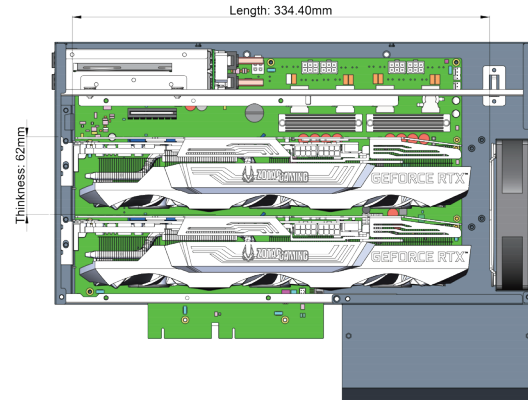 Length: 334.40mm
Thinkness: 62mm
ZOTAC GAMING
GEFORCE RTX
ZOTAC GAMING
GEFORCE RTX